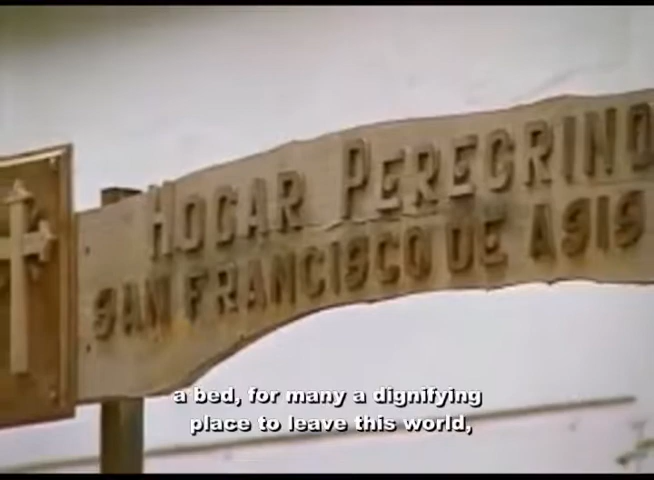 HOGAR PEREGRINO
SAN FRANCISCO DE ASIS
a bed, for many a dignifying
place to leave this world,